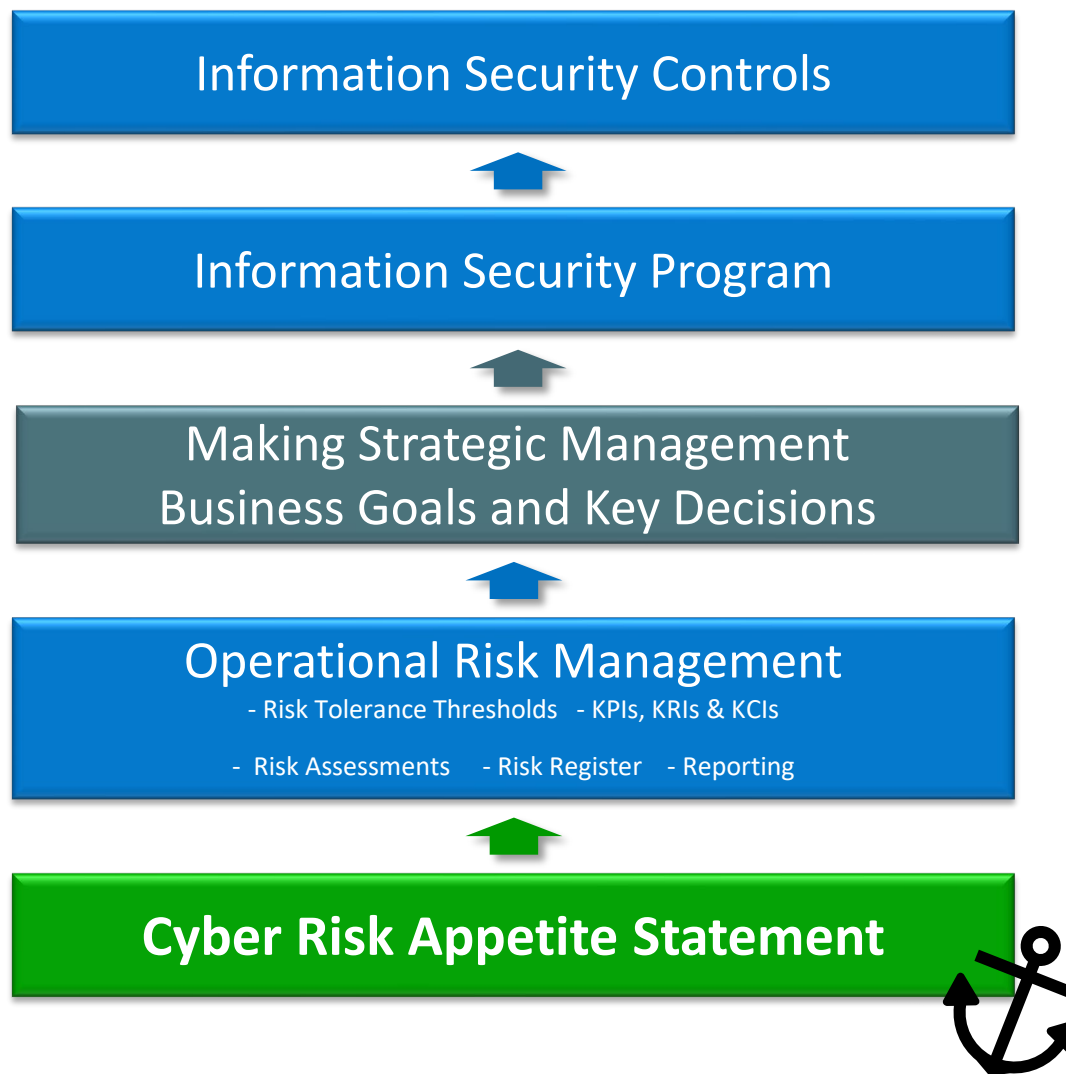 Information Security Controls
Information Security Program
Making Strategic Management
Business Goals and Key Decisions
Operational Risk Management
- Risk Tolerance Thresholds - KPIs, KRIs & KCIs
- Risk Assessments - Risk Register - Reporting
Cyber Risk Appetite Statement